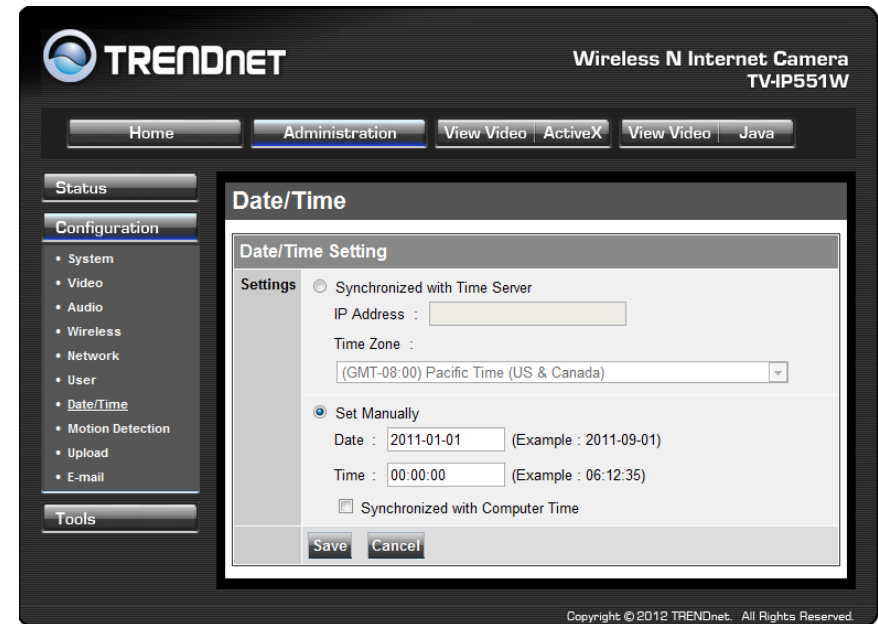 TRENDnet
Wireless N Internet Camera
TV-IP551W
Home
Administration
View Video | ActiveX
View Video | Java
Status
Configuration
• System
• Video
• Audio
• Wireless
• Network
• User
• Date/Time
• Motion Detection
• Upload
• E-mail
Tools
Date/Time
Date/Time Setting
Settings
Synchronized with Time Server
IP Address :
Time Zone :
(GMT-08:00) Pacific Time (US & Canada)
Set Manually
Date : 2011-01-01 (Example : 2011-09-01)
Time : 00:00:00 (Example : 06:12:35)
Synchronized with Computer Time
Save Cancel
Copyright © 2012 TRENDnet. All Rights Reserved.